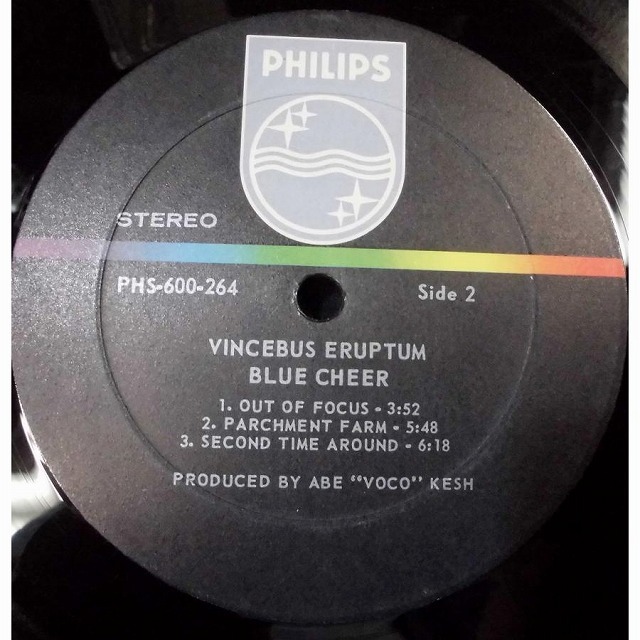 PHILIPS
STEREO
PHS-600-264
Side 2
VINCEBUS ERUPTUM
BLUE CHEER
1. OUT OF FOCUS - 3:52
2. PARCHMENT FARM - 5:48
3. SECOND TIME AROUND - 6:18
PRODUCED BY ABE "VOCO" KESH